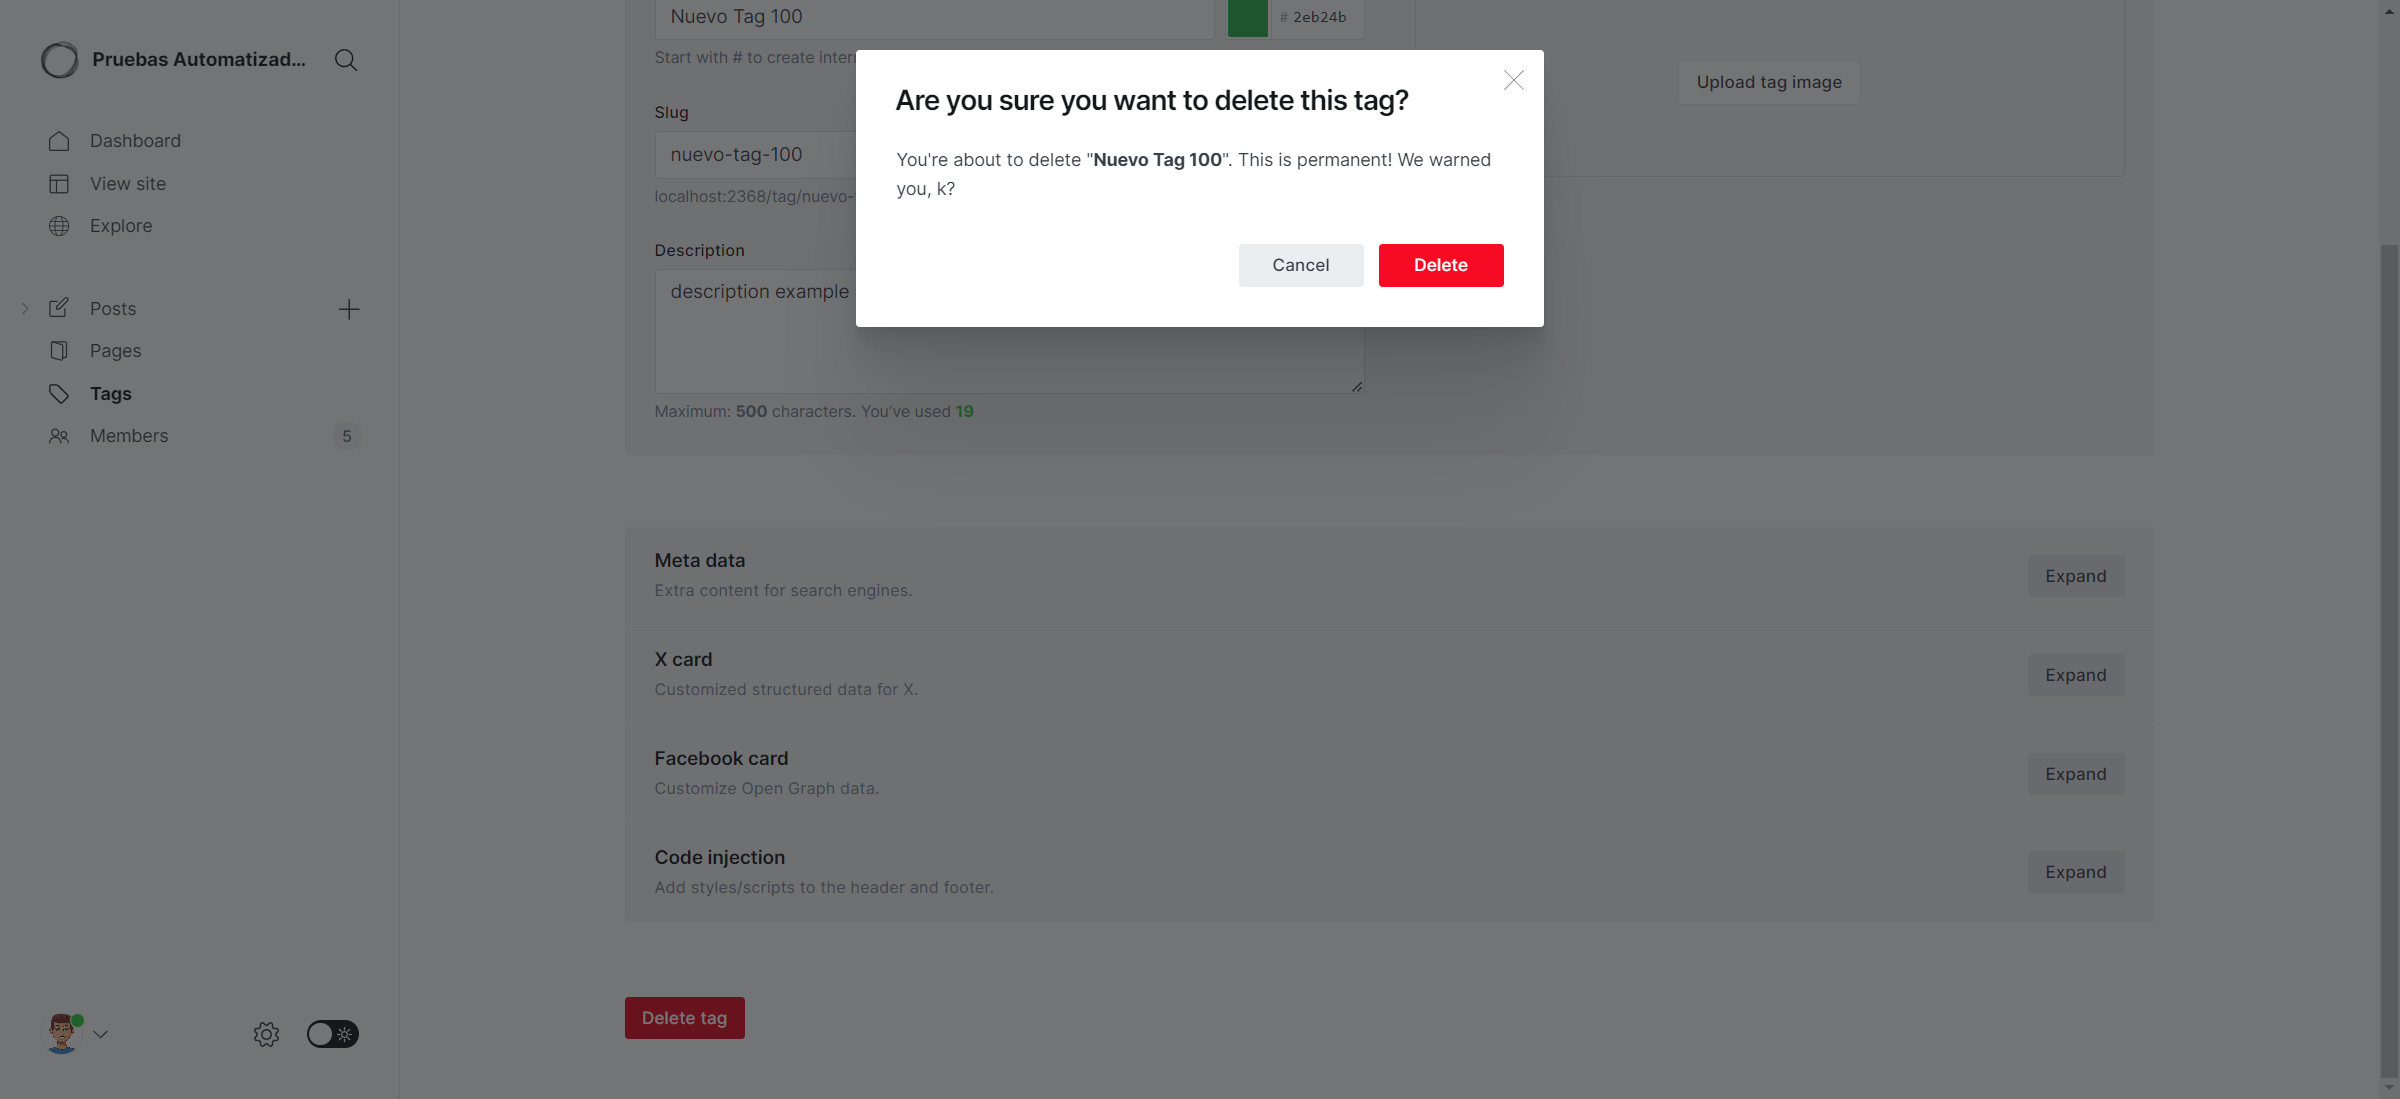 Pruebas Automatizad...
Dashboard
View site
Explore
Posts
Pages
Tags
Members
5
Nuevo Tag 100
# 2eb24b
Start with # to create inter
Slug
nuevo-tag-100
localhost:2368/tag/nuevo-
Description
description example
Maximum: 500 characters. You've used 19
Upload tag image
Are you sure you want to delete this tag?
You're about to delete "Nuevo Tag 100". This is permanent! We warned
you, k?
Cancel
Delete
Meta data
Extra content for search engines.
Expand
X card
Customized structured data for X.
Expand
Facebook card
Customize Open Graph data.
Expand
Code injection
Add styles/scripts to the header and footer.
Expand
Delete tag